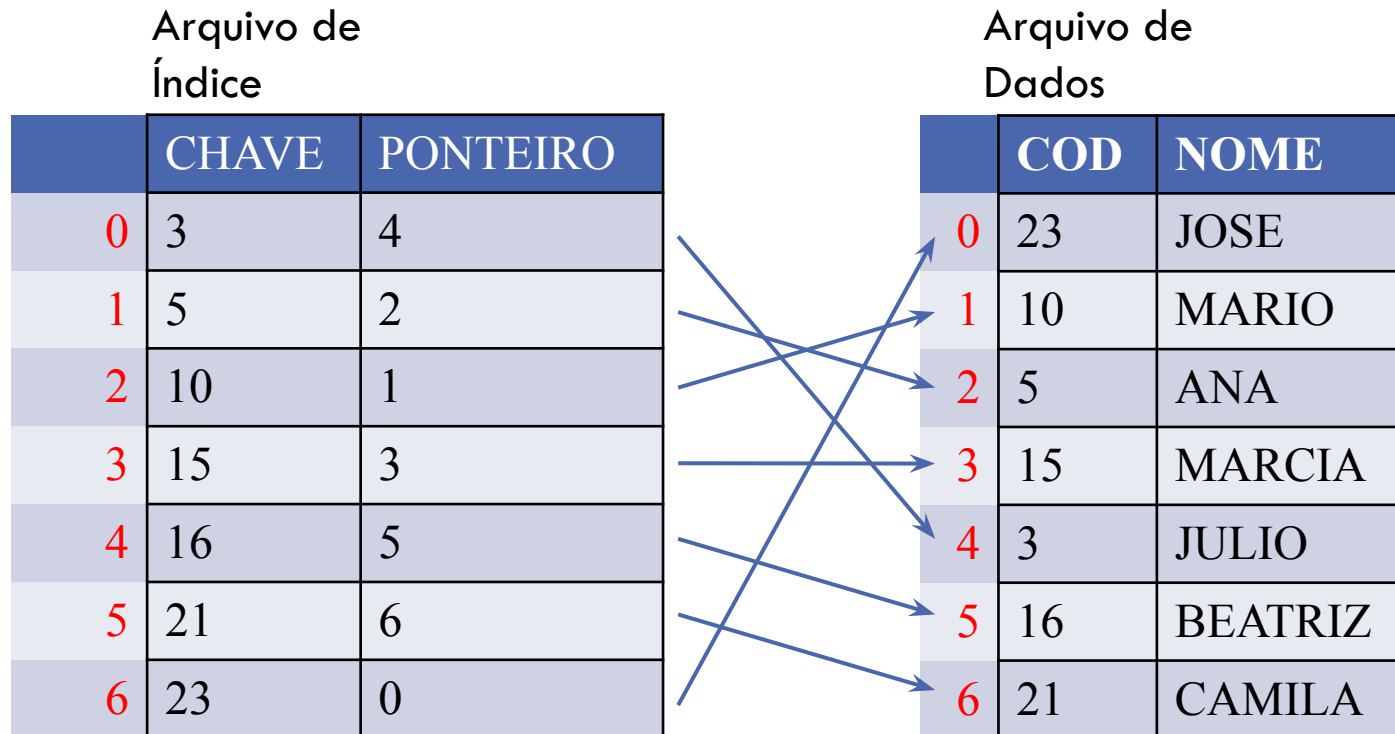 Arquivo de
Índice
CHAVE PONTEIRO
0 3 4
1 5 2
2 10 1
3 15 3
4 16 5
5 21 6
6 23 0
Arquivo de
Dados
COD NOME
0 23 JOSE
1 10 MARIO
2 5 ANA
3 15 MARCIA
4 3 JULIO
5 16 BEATRIZ
6 21 CAMILA